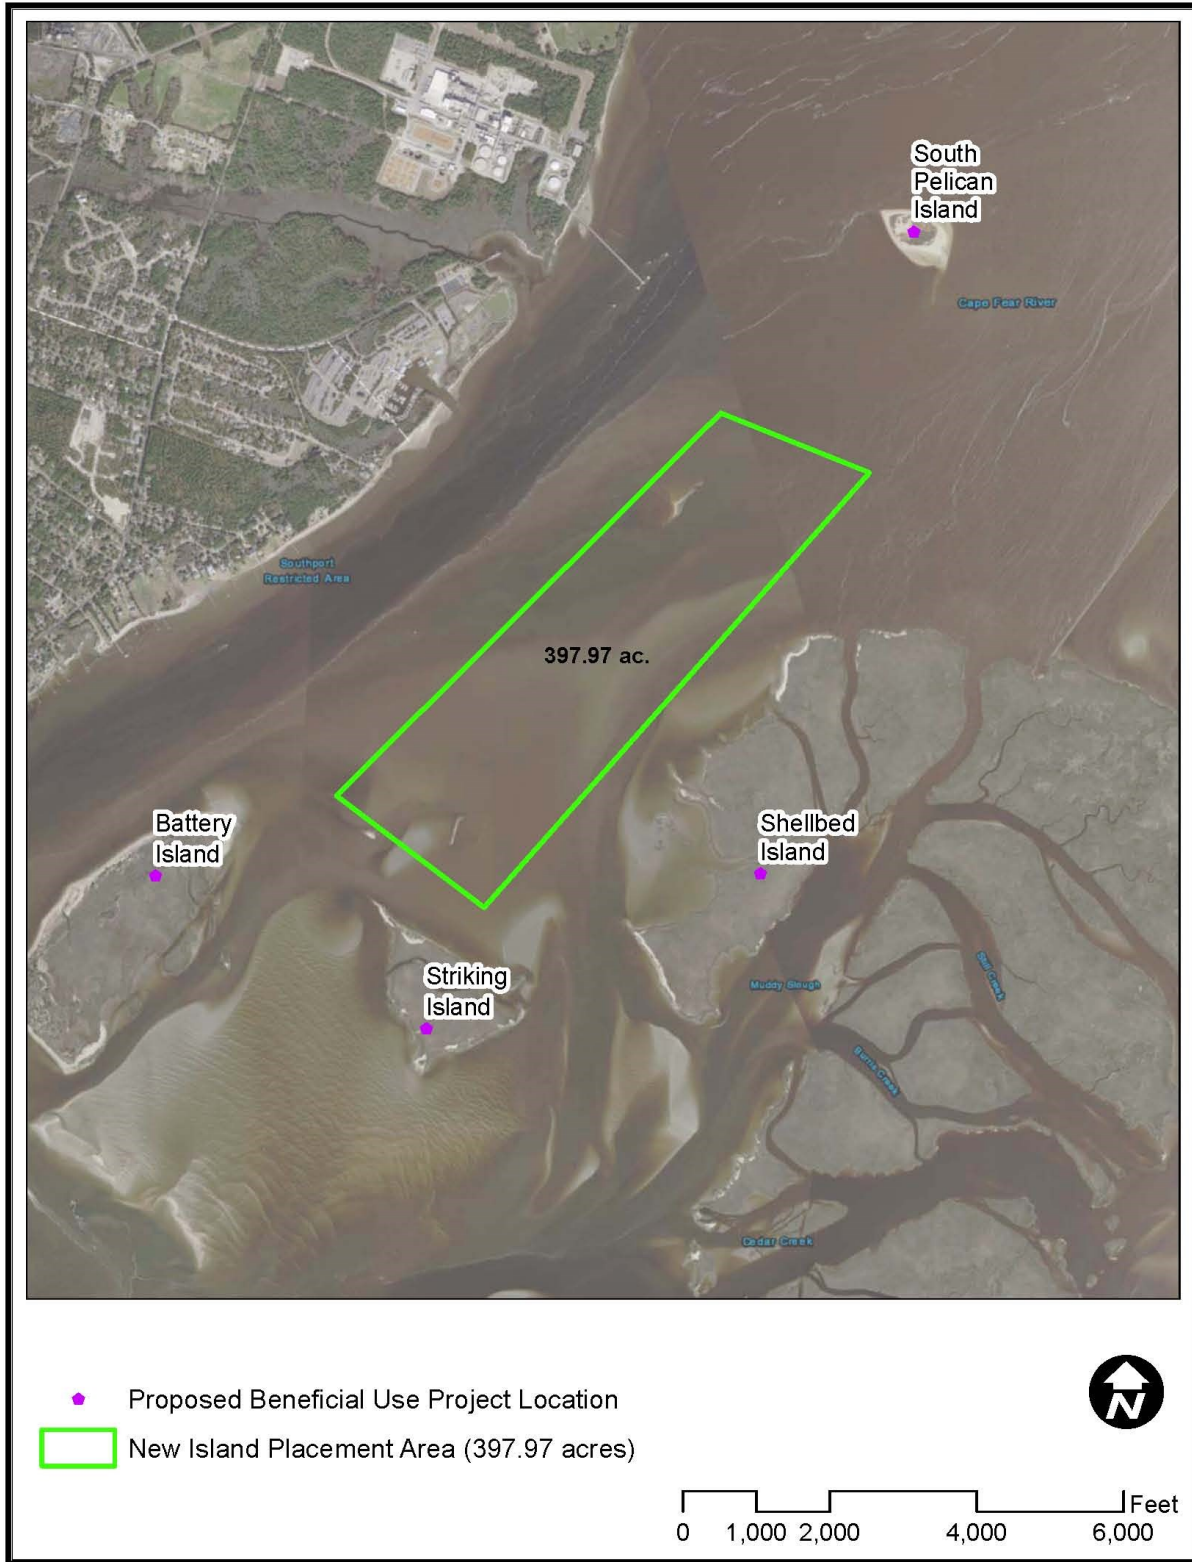 South
Pelican
Island
Cape Fear River
Southport
Restricted Area
397.97 ac.
Battery
Island
Shellbed
Island
Striking
Island
Muddy Slough
Shil Creek
Burris Creek
Cedar Creek
Proposed Beneficial Use Project Location
New Island Placement Area (397.97 acres)
N
Feet
0 1,000 2,000 4,000 6,000